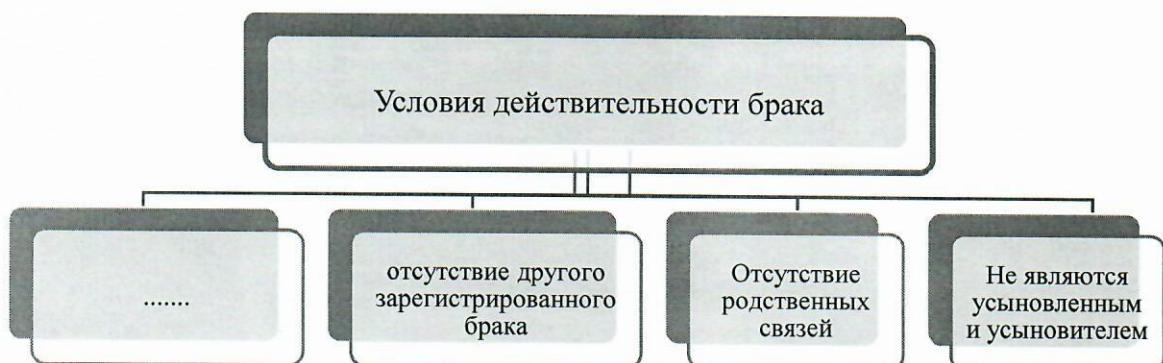 Условия действительности брака
.......
отсутствие другого
зарегистрированного
брака
Отсутствие
родственных
связей
Не являются
усыновленным
и усыновителем